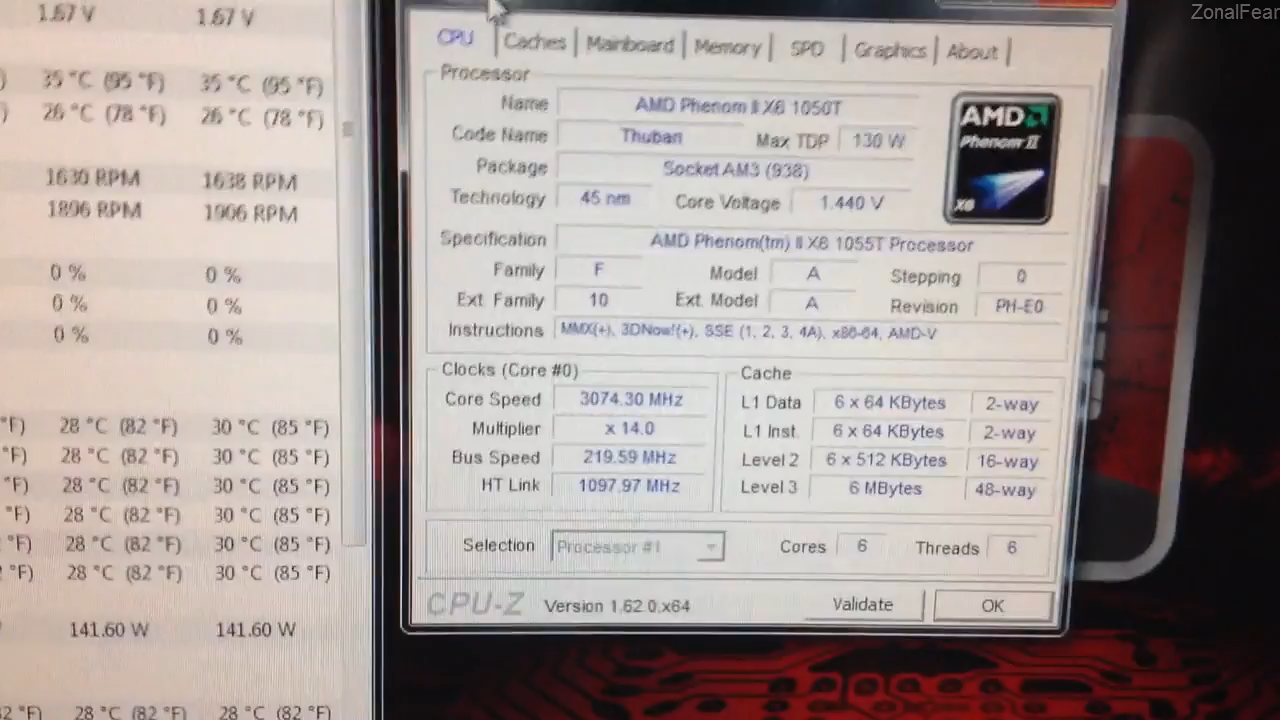 ZonalFear
1.67 V 1.67 V
35 °C (95 °F) 35 °C (95 °F)
26 °C (78 °F) 26 °C (78 °F)
1630 RPM 1638 RPM
1896 RPM 1906 RPM
0 % 0 %
0 % 0 %
0 % 0 %
°F) 28 °C (82 °F) 30 °C (85 °F)
°F) 28 °C (82 °F) 30 °C (85 °F)
°F) 28 °C (82 °F) 30 °C (85 °F)
°F) 28 °C (82 °F) 30 °C (85 °F)
°F) 28 °C (82 °F) 30 °C (85 °F)
°F) 28 °C (82 °F) 30 °C (85 °F)
141.60 W 141.60 W
82 °F) 28 °C (82 °F) 28 °C (82 °F)
CPU Caches Mainboard Memory SPD Graphics About
Processor
Name AMD Phenom II X6 1050T
Code Name Thuban Max TDP 130 W
Package Socket AM3 (938)
Technology 45 nm Core Voltage 1.440 V
AMD
Phenom II
X6
Specification AMD Phenom(tm) II X6 1055T Processor
Family F Model A Stepping 0
Ext. Family 10 Ext. Model A Revision PH-E0
Instructions MMX(+), 3DNow!(+), SSE (1, 2, 3, 4A), x86-64, AMD-V
Clocks (Core #0)
Core Speed 3074.30 MHz
Multiplier x 14.0
Bus Speed 219.59 MHz
HT Link 1097.97 MHz
Cache
L1 Data 6 x 64 KBytes 2-way
L1 Inst. 6 x 64 KBytes 2-way
Level 2 6 x 512 KBytes 16-way
Level 3 6 MBytes 48-way
Selection Processor #1 Cores 6 Threads 6
CPU-Z Version 1.62.0.x64 Validate OK